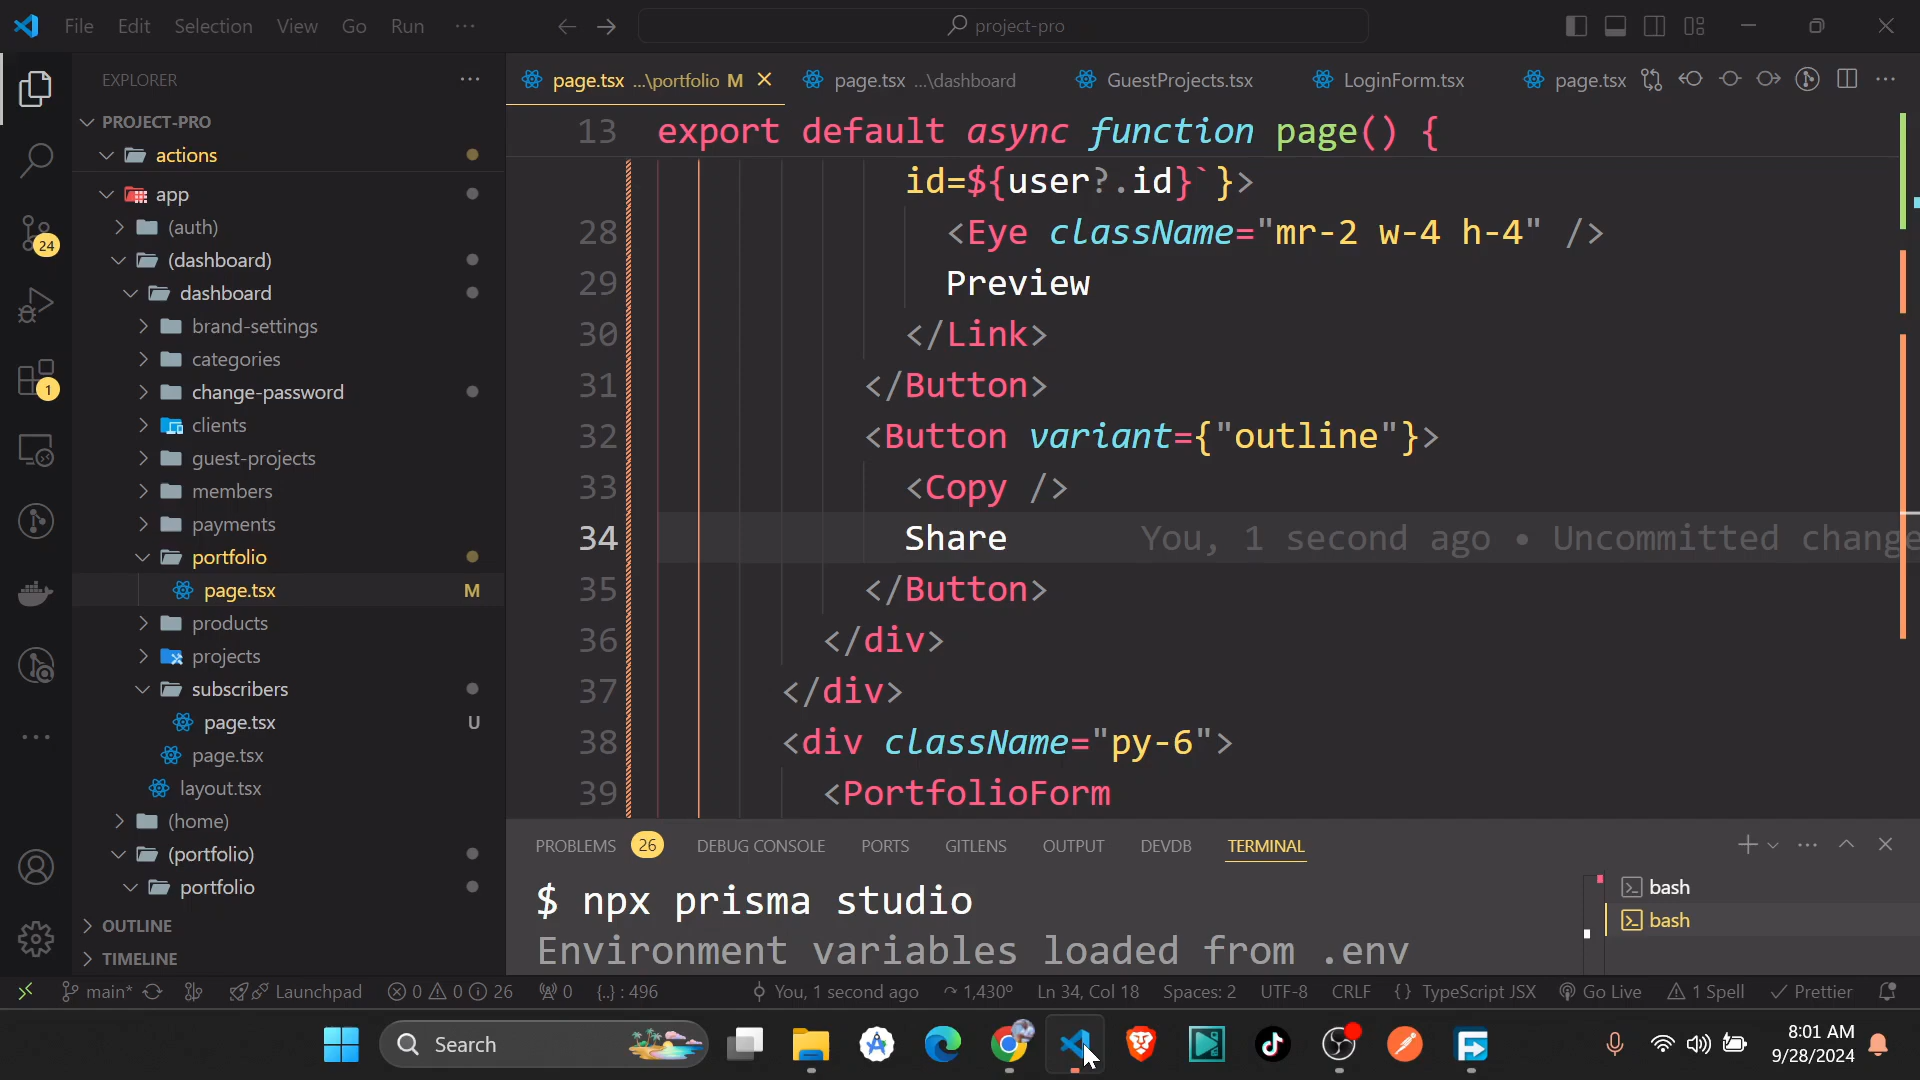 File Edit Selection View Go Run ···
project-pro
EXPLORER
page.tsx ...\portfolio M
page.tsx ...\dashboard
GuestProjects.tsx
LoginForm.tsx
page.tsx
PROJECT-PRO
actions
app
(auth)
(dashboard)
dashboard
brand-settings
categories
change-password
clients
guest-projects
members
payments
portfolio
page.tsx M
products
projects
subscribers
page.tsx U
page.tsx
layout.tsx
(home)
(portfolio)
portfolio
OUTLINE
TIMELINE
24
1
13 export default async function page() {
id=${user?.id}`}>
28 <Eye className="mr-2 w-4 h-4" />
29 Preview
30 </Link>
31 </Button>
32 <Button variant={"outline"}>
33 <Copy />
34 Share You, 1 second ago • Uncommitted change
35 </Button>
36 </div>
37 </div>
38 <div className="py-6">
39 <PortfolioForm
PROBLEMS 26 DEBUG CONSOLE PORTS GITLENS OUTPUT DEVDB TERMINAL
$ npx prisma studio
Environment variables loaded from .env
bash
bash
main* Launchpad 0 0 26 0 {..} : 496 You, 1 second ago 1,430° Ln 34, Col 18 Spaces: 2 UTF-8 CRLF {} TypeScript JSX Go Live 1 Spell Prettier
Search
8:01 AM
9/28/2024